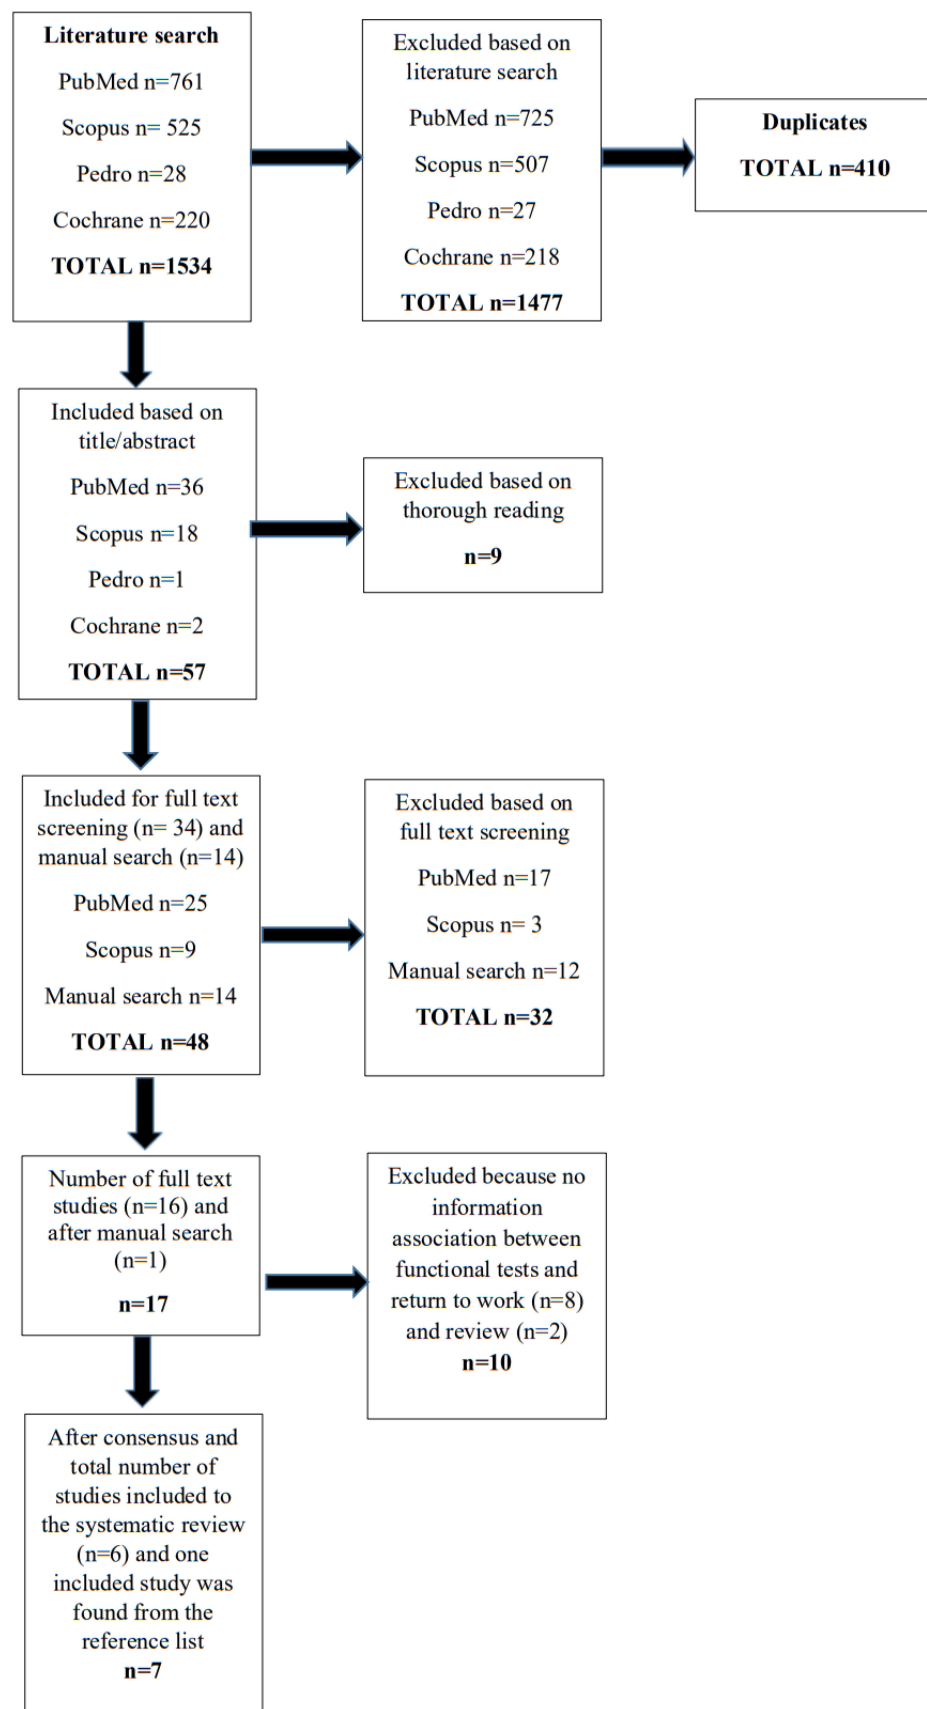 Literature search
PubMed n=761
Scopus n= 525
Pedro n=28
Cochrane n=220
TOTAL n=1534
Excluded based on
literature search
PubMed n=725
Scopus n=507
Pedro n=27
Cochrane n=218
TOTAL n=1477
Duplicates
TOTAL n=410
Included based on
title/abstract
PubMed n=36
Scopus n=18
Pedro n=1
Cochrane n=2
TOTAL n=57
Excluded based on
thorough reading
n=9
Included for full text
screening (n= 34) and
manual search (n=14)
PubMed n=25
Scopus n=9
Manual search n=14
TOTAL n=48
Excluded based on
full text screening
PubMed n=17
Scopus n= 3
Manual search n=12
TOTAL n=32
Number of full text
studies (n=16) and
after manual search
(n=1)
n=17
Excluded because no
information
association between
functional tests and
return to work (n=8)
and review (n=2)
n=10
After consensus and
total number of
studies included to
the systematic review
(n=6) and one
included study was
found from the
reference list
n=7